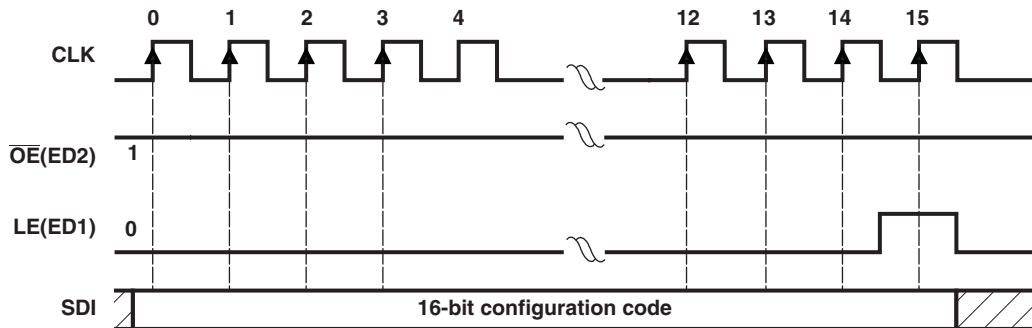 0 1 2 3 4 12 13 14 15
CLK
O̅E̅(ED2) 1
LE(ED1) 0
SDI 16-bit configuration code